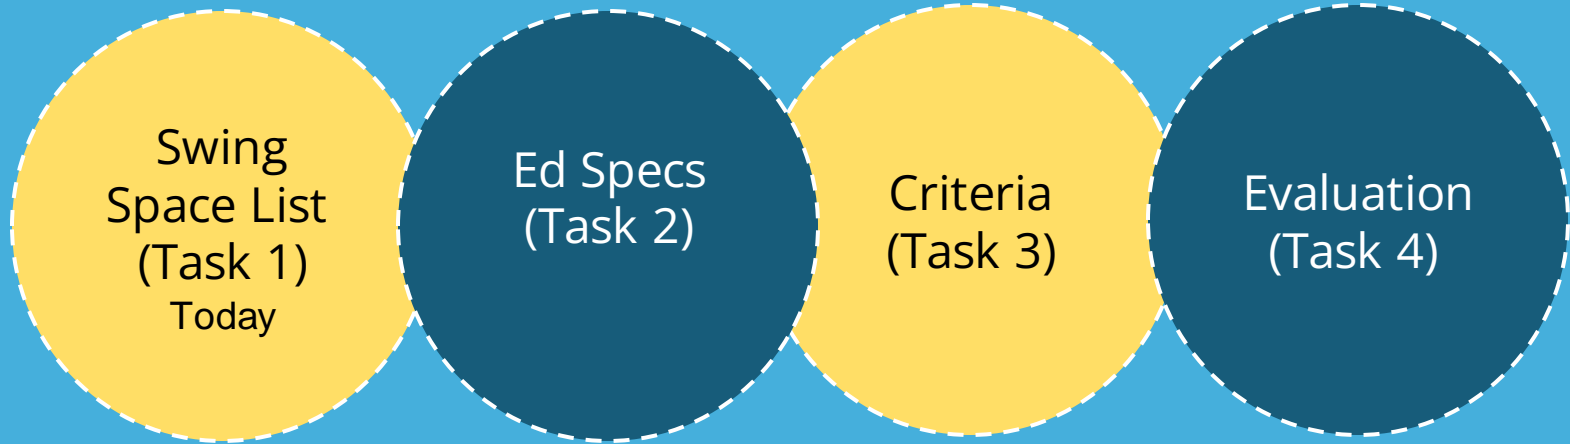 Swing
Space List
(Task 1)
Today
Ed Specs
(Task 2)
Criteria
(Task 3)
Evaluation
(Task 4)